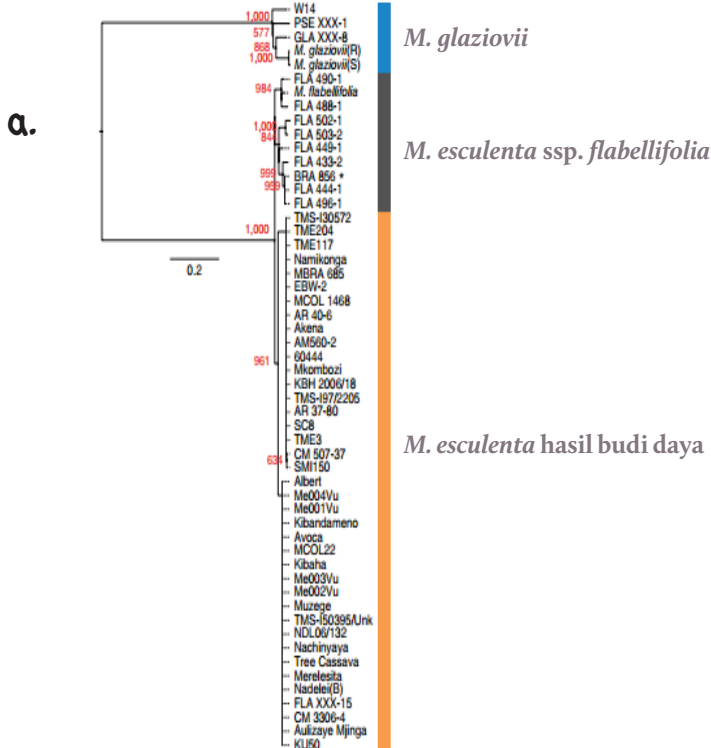 W14
1,000
PSE XXX-1
577
GLA XXX-8
868
M. glaziovii(R)
1,000
M. glaziovii(S)
M. glaziovii
FLA 490-1
984
M. flabellifolia
FLA 488-1
a.
FLA 502-1
1,000
FLA 503-2
844
FLA 449-1
M. esculenta ssp. flabellifolia
FLA 433-2
999
BRA 856 *
959
FLA 444-1
FLA 496-1
TMS-I30572
1,000
TME204
TME117
Namikonga
0.2
MBRA 685
EBW-2
MCOL 1468
AR 40-6
Akena
AM560-2
60444
961
Mkombozi
KBH 2006/18
TMS-I97/2205
AR 37-80
SC8
TME3
M. esculenta hasil budi daya
CM 507-37
634
SMI150
Albert
Me004Vu
Me001Vu
Kibandameno
Avoca
MCOL22
Kibaha
Me003Vu
Me002Vu
Muzege
TMS-I50395/Unk
NDL06/132
Nachinyaya
Tree Cassava
Merelesita
Nadelei(B)
FLA XXX-15
CM 3306-4
Aulizaye Mjinga
KU50